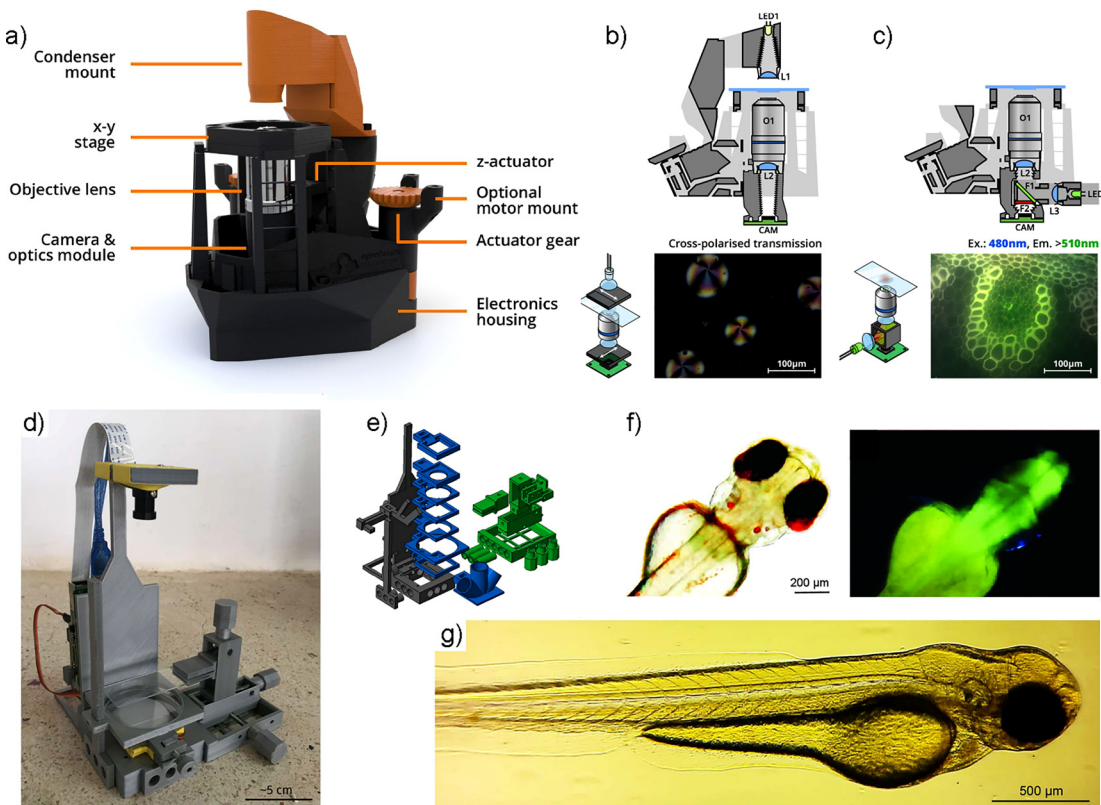 a)
Condenser
mount
x-y
stage
Objective lens
Camera &
optics module
z-actuator
Optional
motor mount
Actuator gear
Electronics
housing
b)
LED1
L1
O1
L2
CAM
Cross-polarised transmission
100µm
c)
O1
L2
F1
F2
L3
LED
CAM
Ex.: 480nm, Em. >510nm
100µm
d)
~5 cm
e)
f)
200 µm
g)
500 µm